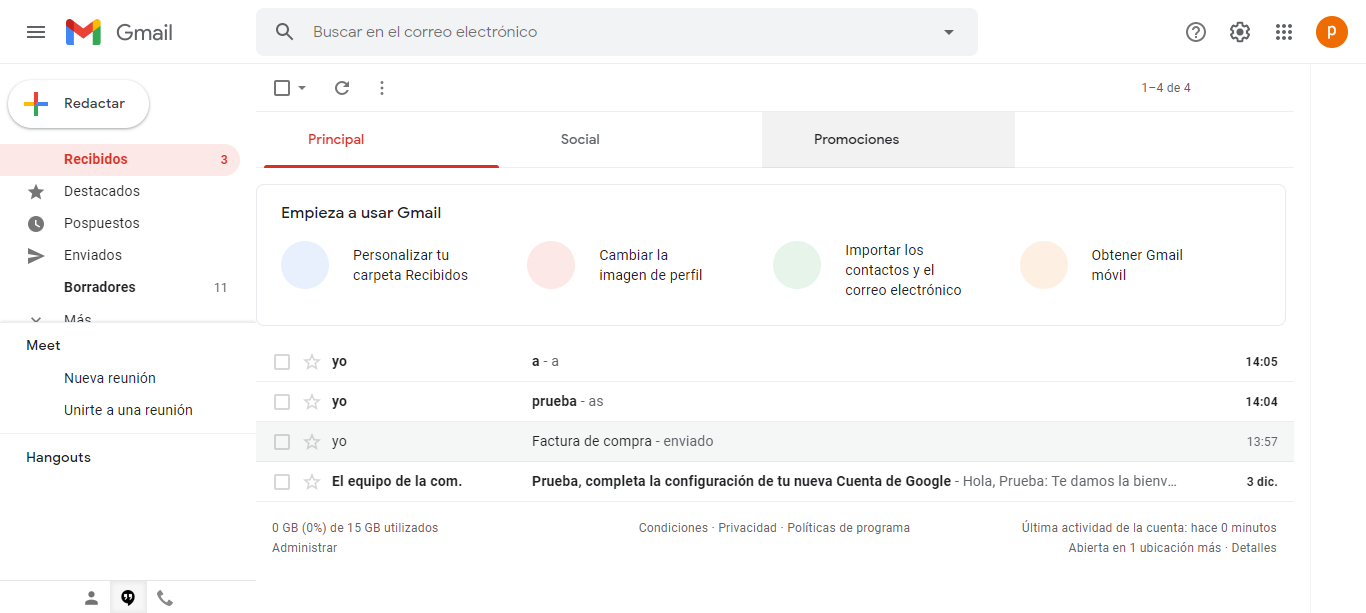 Gmail
Buscar en el correo electrónico
p
Redactar
1–4 de 4
Recibidos 3
Destacados
Pospuestos
Enviados
Borradores 11
Más
Meet
Nueva reunión
Unirte a una reunión
Hangouts
Principal Social Promociones
Empieza a usar Gmail
Personalizar tu
carpeta Recibidos
Cambiar la
imagen de perfil
Importar los
contactos y el
correo electrónico
Obtener Gmail
móvil
yo a - a 14:05
yo prueba - as 14:04
yo Factura de compra - enviado 13:57
El equipo de la com. Prueba, completa la configuración de tu nueva Cuenta de Google - Hola, Prueba: Te damos la bienv… 3 dic.
0 GB (0%) de 15 GB utilizados
Administrar
Condiciones · Privacidad · Políticas de programa
Última actividad de la cuenta: hace 0 minutos
Abierta en 1 ubicación más · Detalles